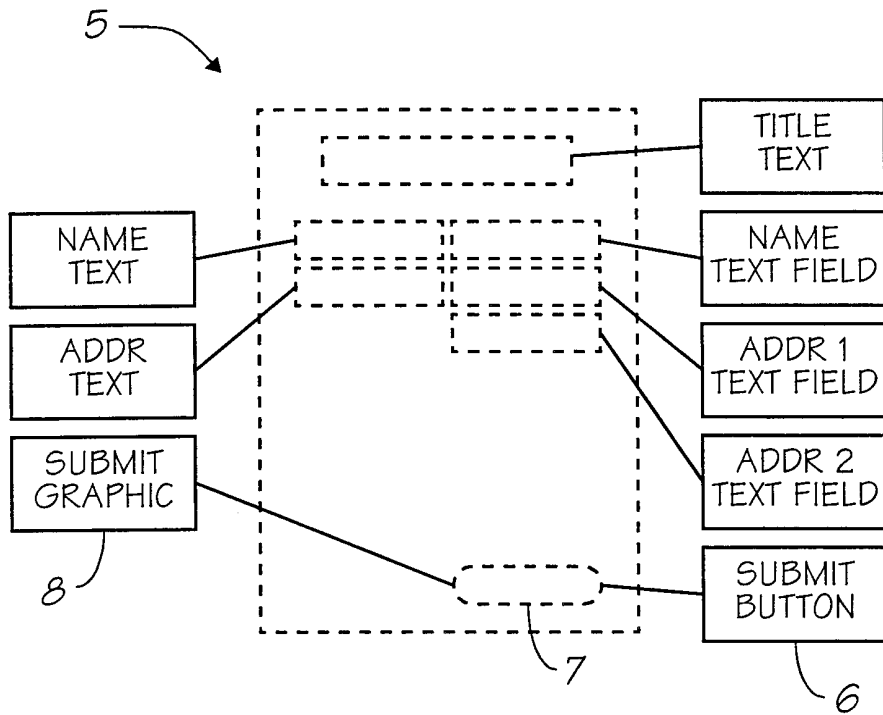 5
TITLE
TEXT
NAME
TEXT
NAME
TEXT FIELD
ADDR
TEXT
ADDR 1
TEXT FIELD
SUBMIT
GRAPHIC
ADDR 2
TEXT FIELD
SUBMIT
BUTTON
8
7
6